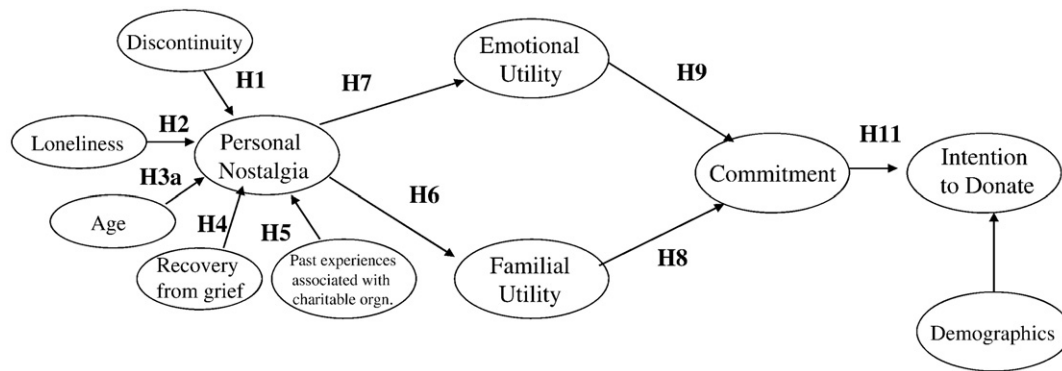 Discontinuity
H1
H2
Loneliness
Personal
Nostalgia
H3a
Age
H4
Recovery
from grief
H5
Past experiences
associated with
charitable orgn.
H7
Emotional
Utility
H6
Familial
Utility
H9
H8
Commitment
H11
Intention
to Donate
Demographics